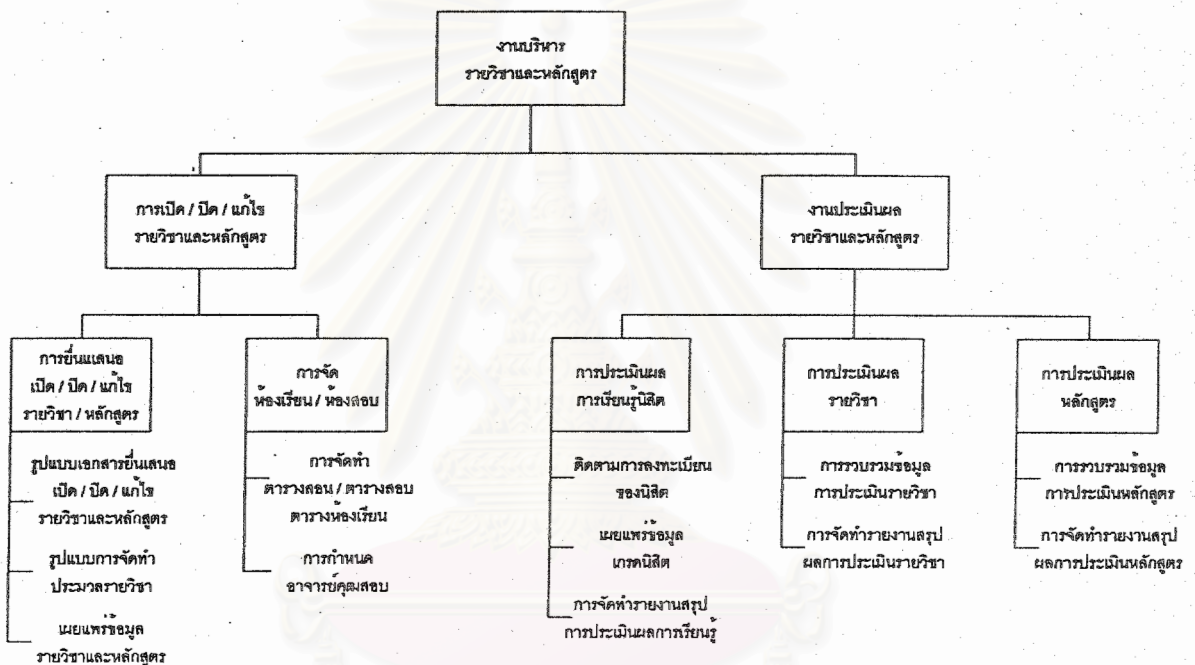 งานบริหาร
รายวิชาและหลักสูตร
การเปิด / ปิด / แก้ไข
รายวิชาและหลักสูตร
งานประเมินผล
รายวิชาและหลักสูตร
การยื่นเสนอ
เปิด / ปิด / แก้ไข
รายวิชา / หลักสูตร
การจัด
ห้องเรียน / ห้องสอบ
การประเมินผล
การเรียนรู้นิสิต
การประเมินผล
รายวิชา
การประเมินผล
หลักสูตร
รูปแบบเอกสารยื่นเสนอ
เปิด / ปิด / แก้ไข
รายวิชาและหลักสูตร
รูปแบบการจัดทำ
ประมวลรายวิชา
เผยแพร่ข้อมูล
รายวิชาและหลักสูตร
การจัดทำ
ตารางสอน / ตารางสอบ
ตารางห้องเรียน
การกำหนด
อาจารย์คุมสอบ
ติดตามการลงทะเบียน
ของนิสิต
เผยแพร่ข้อมูล
เกรดนิสิต
การจัดทำรายงานสรุป
การประเมินผลการเรียนรู้
การรวบรวมข้อมูล
การประเมินรายวิชา
การจัดทำรายงานสรุป
ผลการประเมินรายวิชา
การรวบรวมข้อมูล
การประเมินหลักสูตร
การจัดทำรายงานสรุป
ผลการประเมินหลักสูตร